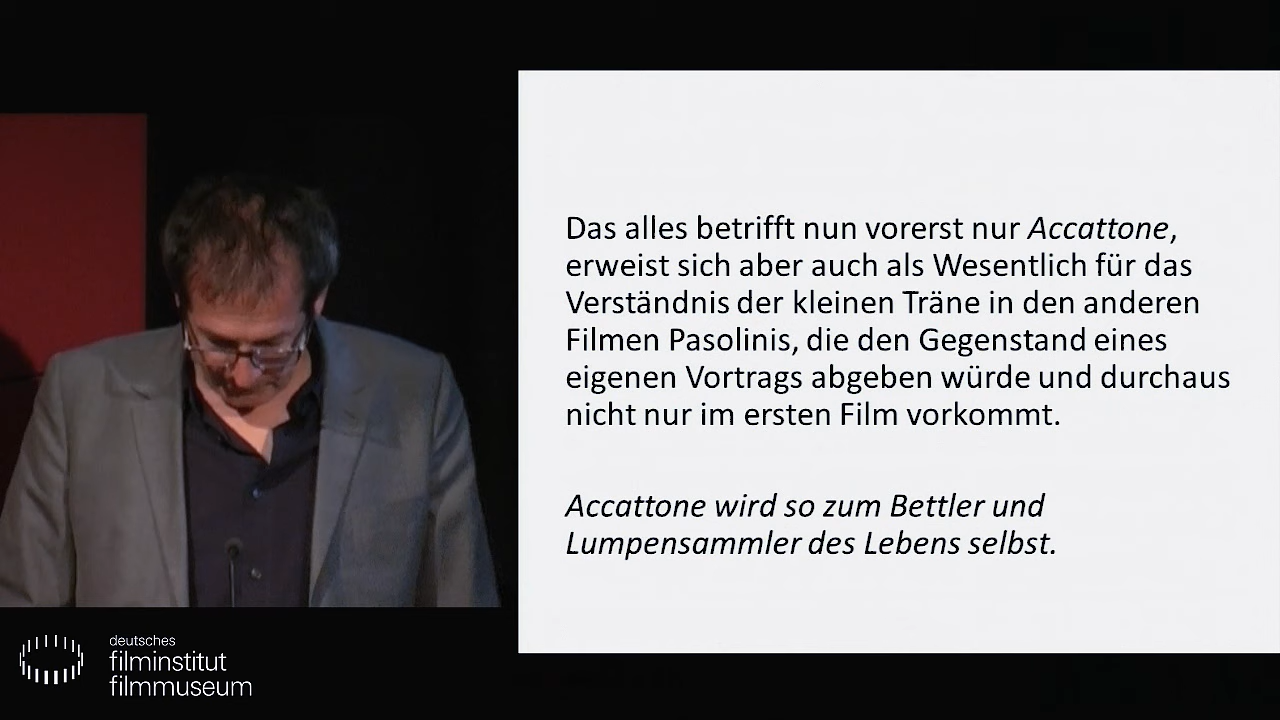 Das alles betrifft nun vorerst nur Accattone,
erweist sich aber auch als Wesentlich für das
Verständnis der kleinen Träne in den anderen
Filmen Pasolinis, die den Gegenstand eines
eigenen Vortrags abgeben würde und durchaus
nicht nur im ersten Film vorkommt.
Accattone wird so zum Bettler und
Lumpensammler des Lebens selbst.
deutsches
filminstitut
filmmuseum